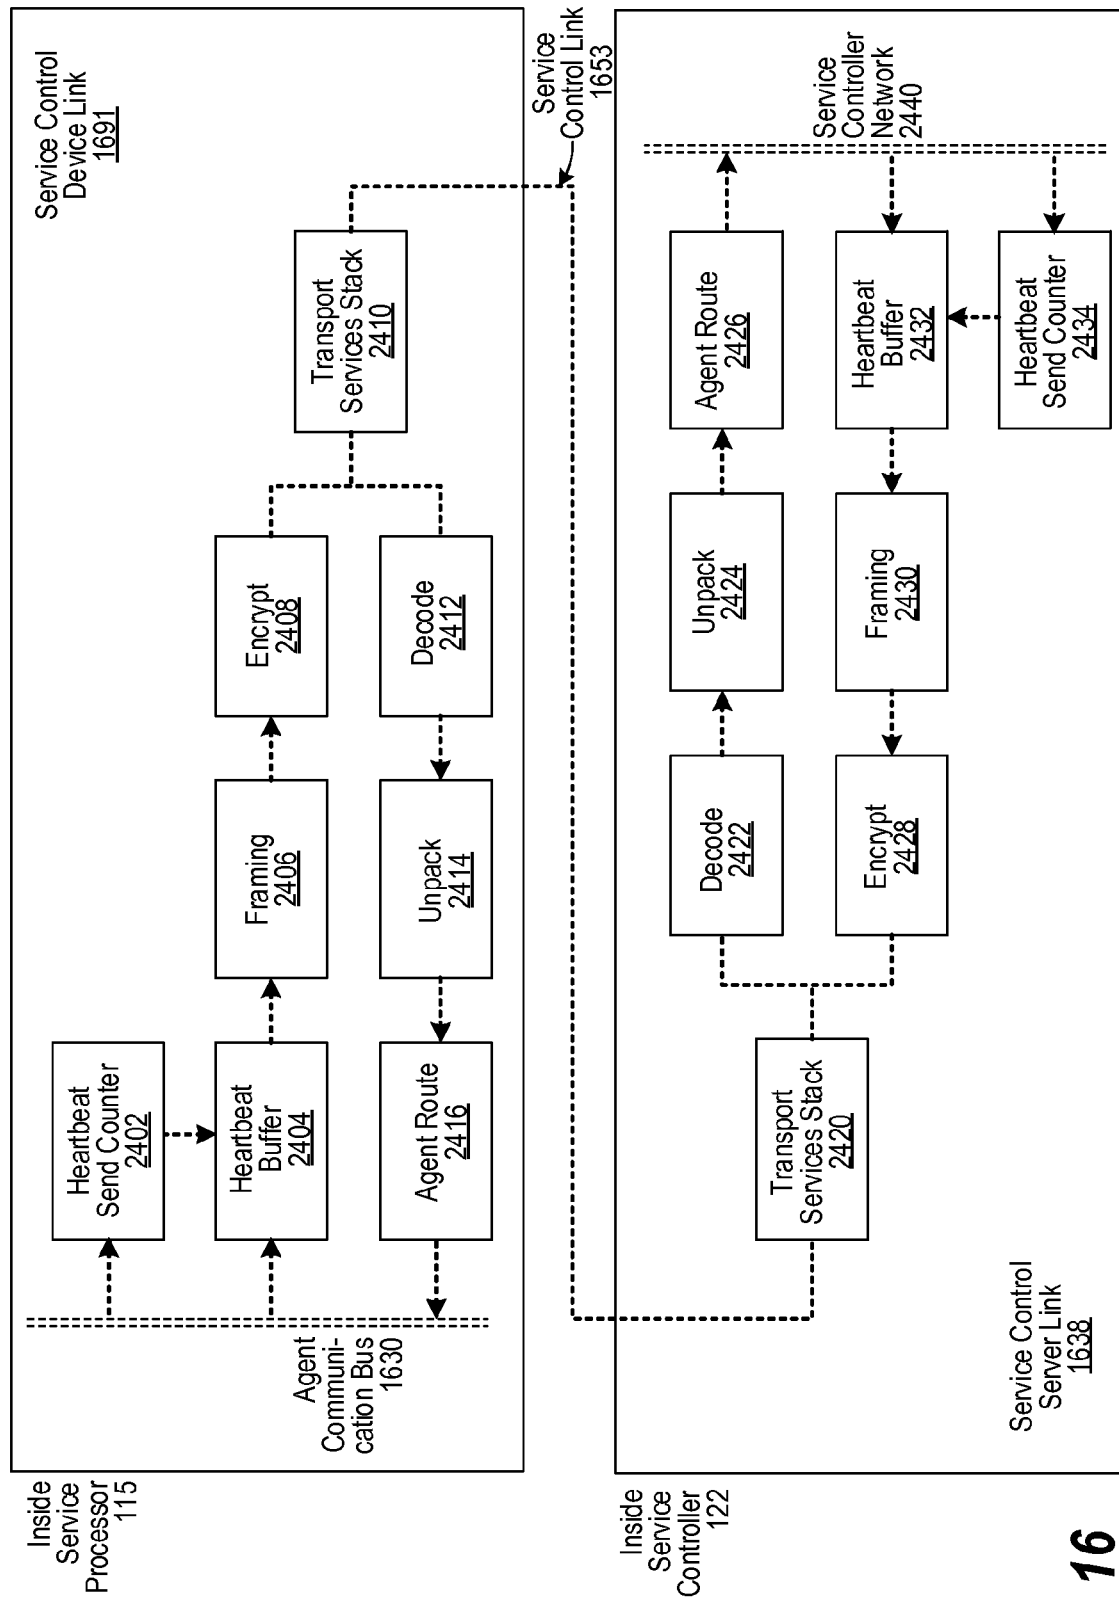 Inside
Service
Processor
115
Service Control
Device Link
1691
Agent
Communi-
cation Bus
1630
Heartbeat
Send Counter
2402
Heartbeat
Buffer
2404
Framing
2406
Encrypt
2408
Transport
Services Stack
2410
Decode
2412
Unpack
2414
Agent Route
2416
Service
Control Link
1653
Inside
Service
Controller
122
Service Control
Server Link
1638
Transport
Services Stack
2420
Decode
2422
Unpack
2424
Agent Route
2426
Encrypt
2428
Framing
2430
Heartbeat
Buffer
2432
Heartbeat
Send Counter
2434
Service
Controller
Network
2440
16